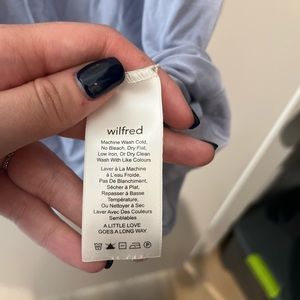 wilfred
Machine Wash Cold,
No Bleach, Dry Flat,
Low Iron, Or Dry Clean
Wash With Like Colours
Laver À La Machine
à L'eau Froide,
Pas De Blanchiment,
Sécher à Plat,
Repasser à Basse
Température,
Ou Nettoyer à Sec
Laver Avec Des Couleurs
Semblables
A LITTLE LOVE
GOES A LONG WAY.